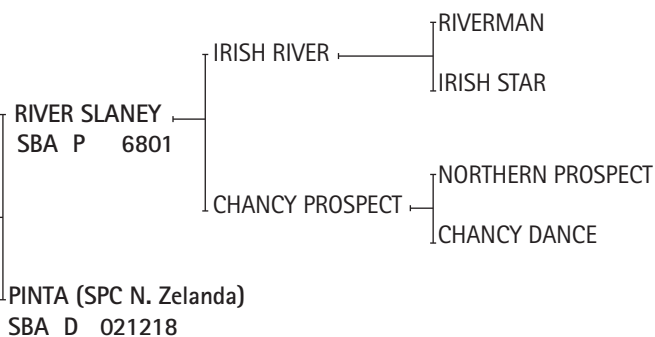 RIVERMAN
IRISH RIVER
IRISH STAR
RIVER SLANEY
SBA P 6801
NORTHERN PROSPECT
CHANCY PROSPECT
CHANCY DANCE
PINTA (SPC N. Zelanda)
SBA D 021218